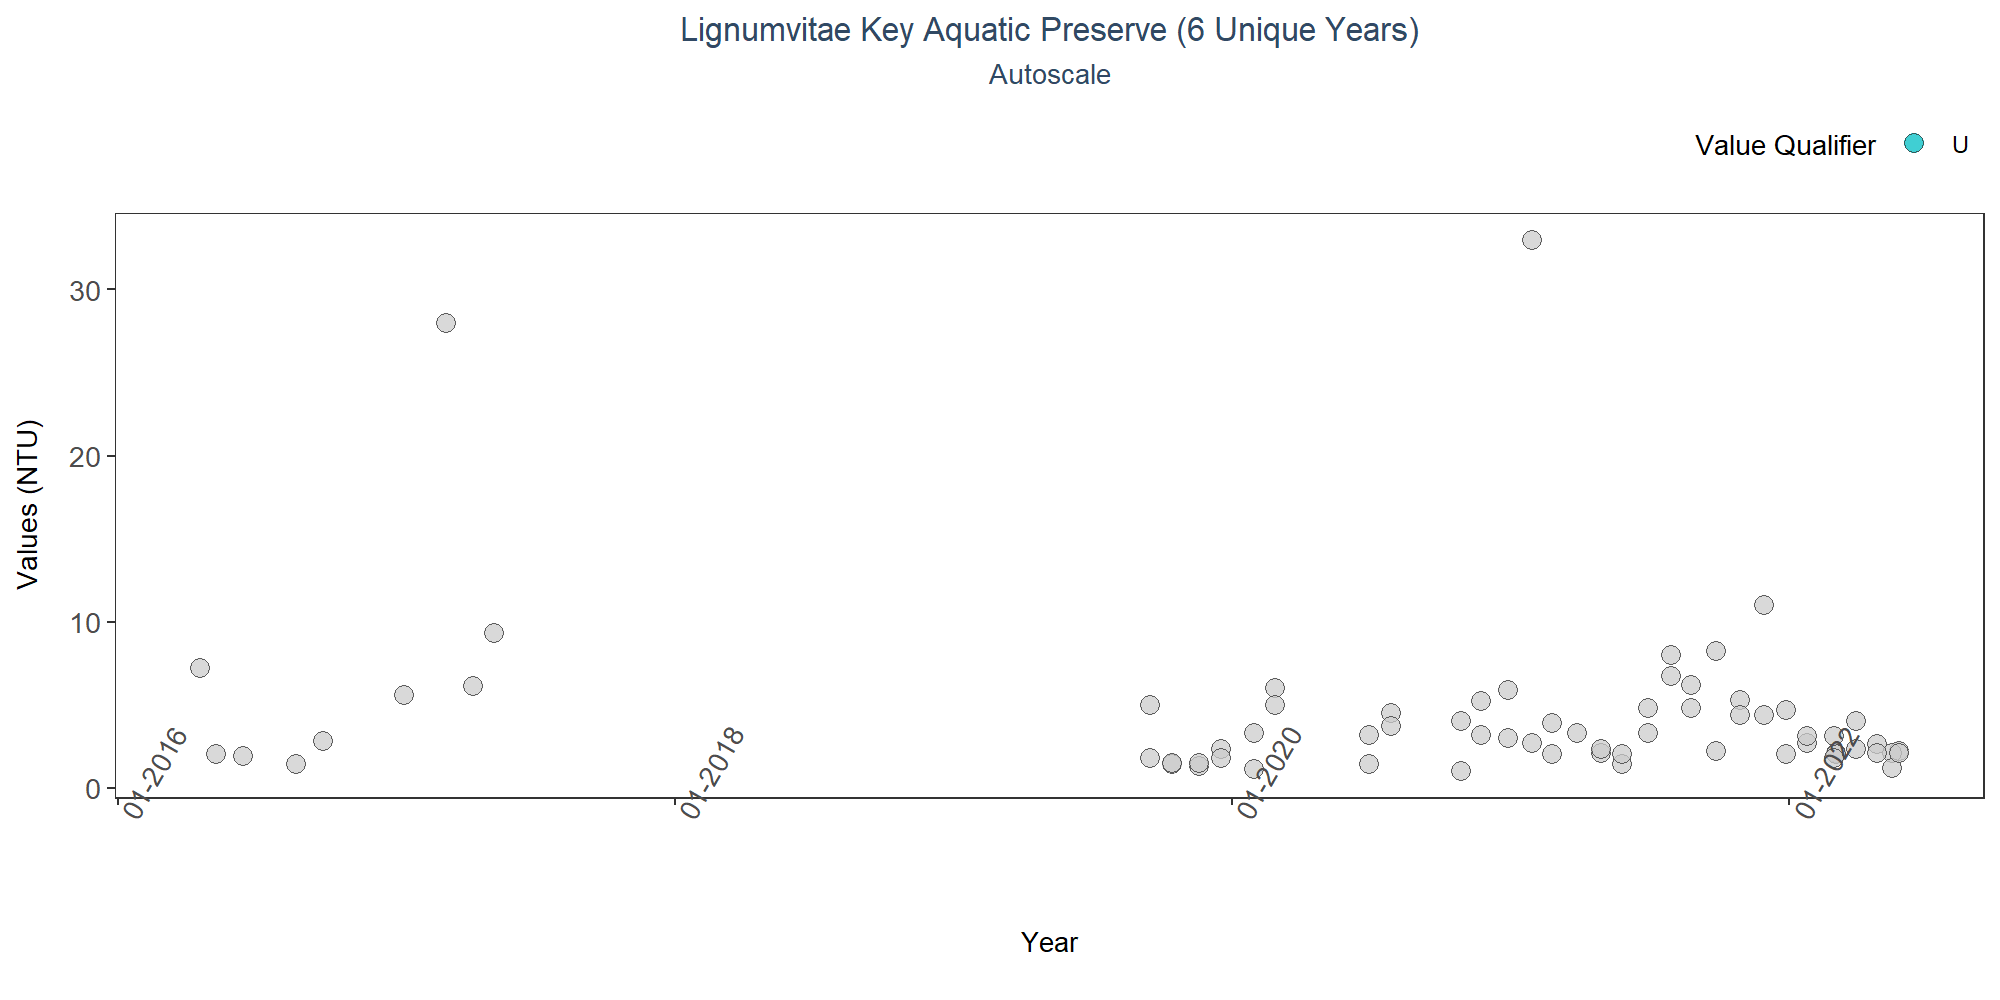 Lignumvitae Key Aquatic Preserve (6 Unique Years)
Autoscale
Value Qualifier U
30
20
10
0
Values (NTU)
01-2016
01-2018
01-2020
01-2022
Year